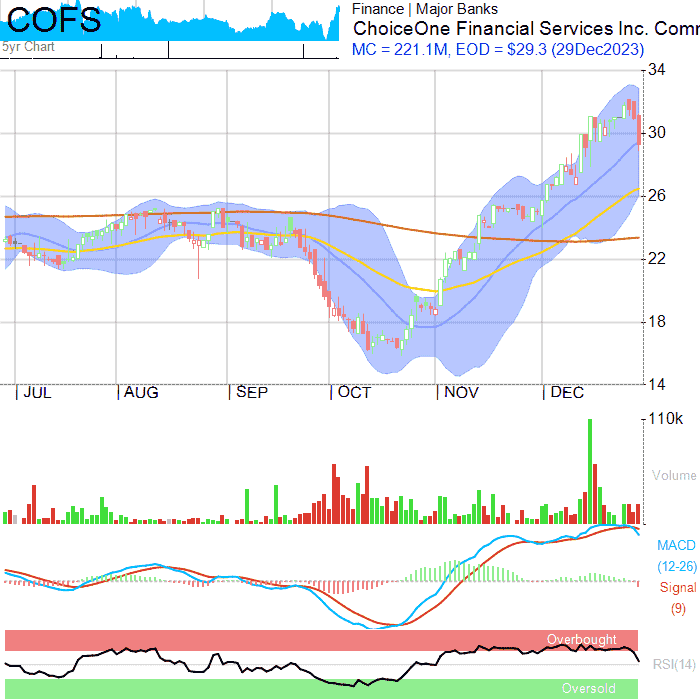 COFS
5yr Chart
Finance | Major Banks
ChoiceOne Financial Services Inc. Comm
MC = 221.1M, EOD = $29.3 (29Dec2023)
34
30
26
22
18
14
JUL
AUG
SEP
OCT
NOV
DEC
110k
Volume
MACD
(12-26)
Signal
(9)
Overbought
RSI(14)
Oversold